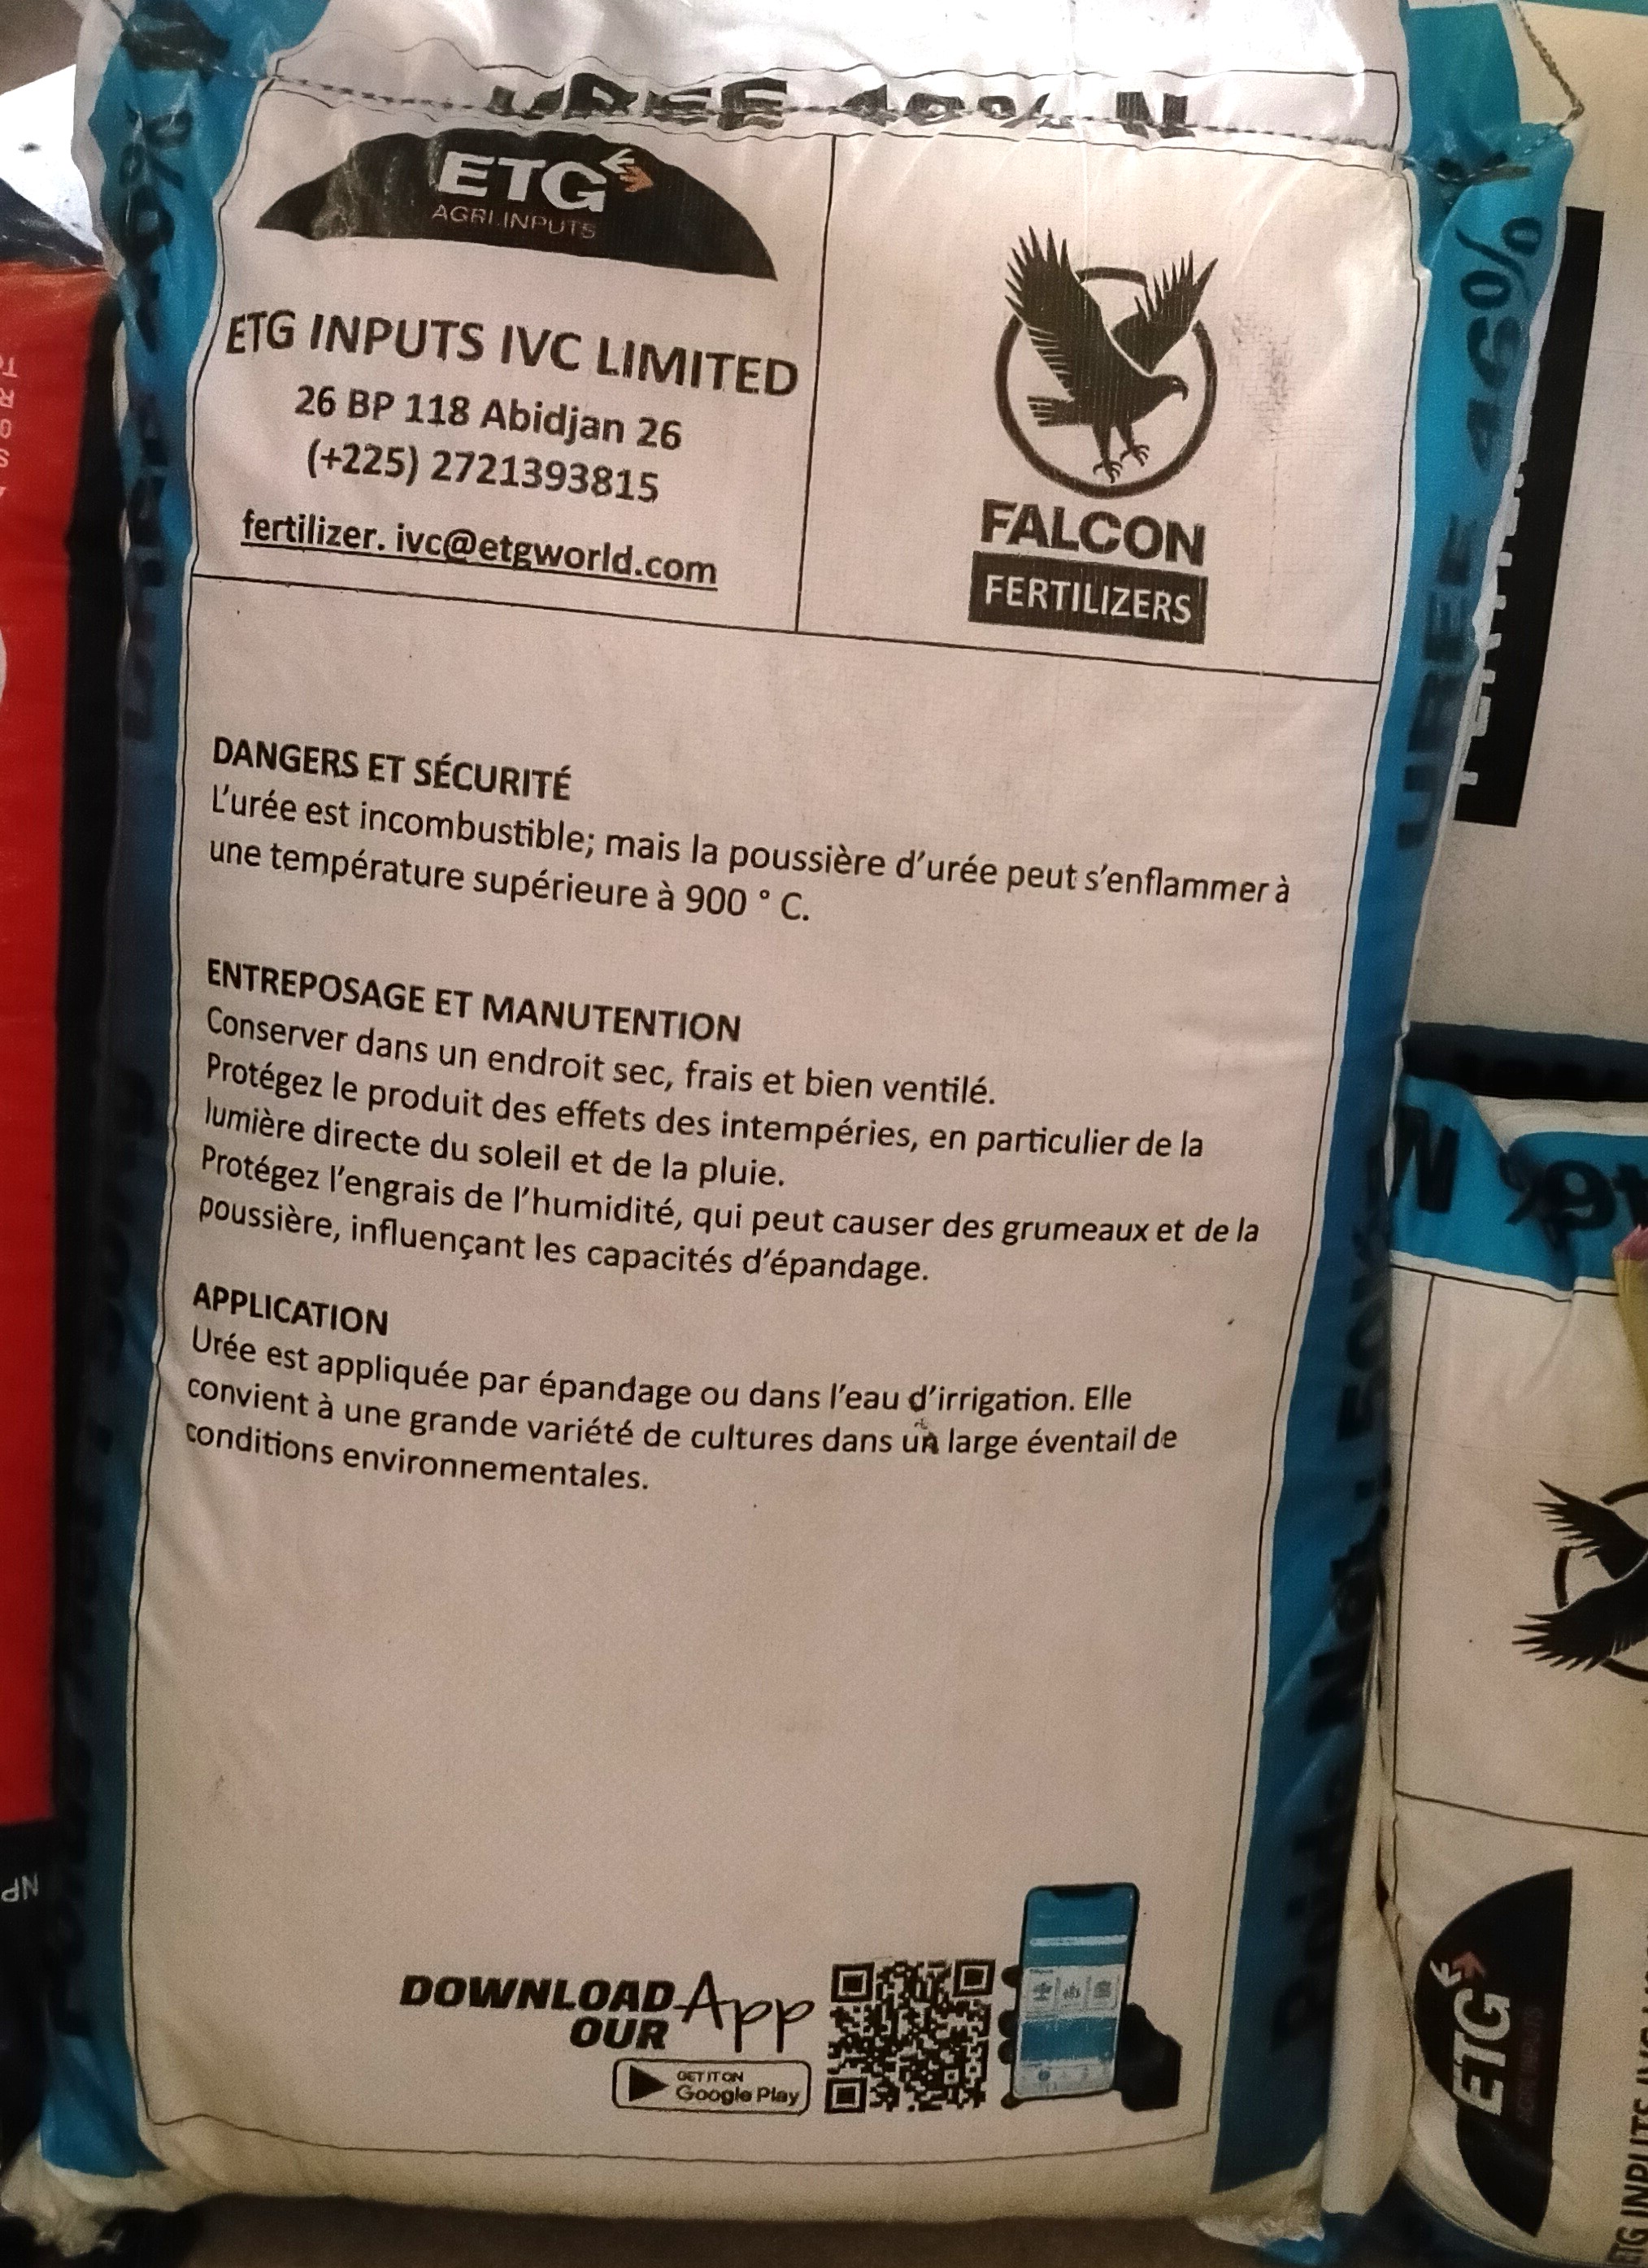 UREE 46% N
ETG
AGRI.INPUTS
ETG INPUTS IVC LIMITED
26 BP 118 Abidjan 26
(+225) 2721393815
fertilizer. ivc@etgworld.com
FALCON
FERTILIZERS
DANGERS ET SÉCURITÉ
L'urée est incombustible; mais la poussière d'urée peut s'enflammer à
une température supérieure à 900 ° C.
ENTREPOSAGE ET MANUTENTION
Conserver dans un endroit sec, frais et bien ventilé.
Protégez le produit des effets des intempéries, en particulier de la
lumière directe du soleil et de la pluie.
Protégez l'engrais de l'humidité, qui peut causer des grumeaux et de la
poussière, influençant les capacités d'épandage.
APPLICATION
Urée est appliquée par épandage ou dans l'eau d'irrigation. Elle
convient à une grande variété de cultures dans un large éventail de
conditions environnementales.
DOWNLOAD
OUR
App
GET IT ON
Google Play
UREE 46%
ETG
AGRI.INPUTS
NP